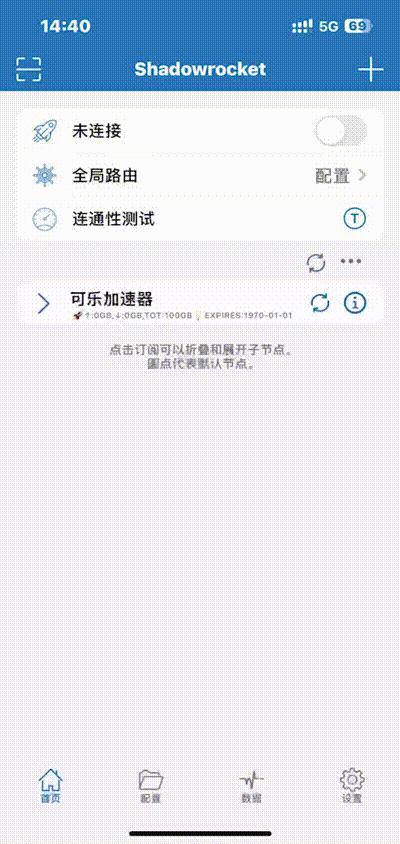 14:40
5G 69
Shadowrocket
未连接
全局路由 配置
连通性测试 T
可乐加速器
🚀↑:0GB,↓:0GB,TOT:100GB💡EXPIRES:1970-01-01
点击订阅可以折叠和展开子节点。
圆点代表默认节点。
首页 配置 数据 设置